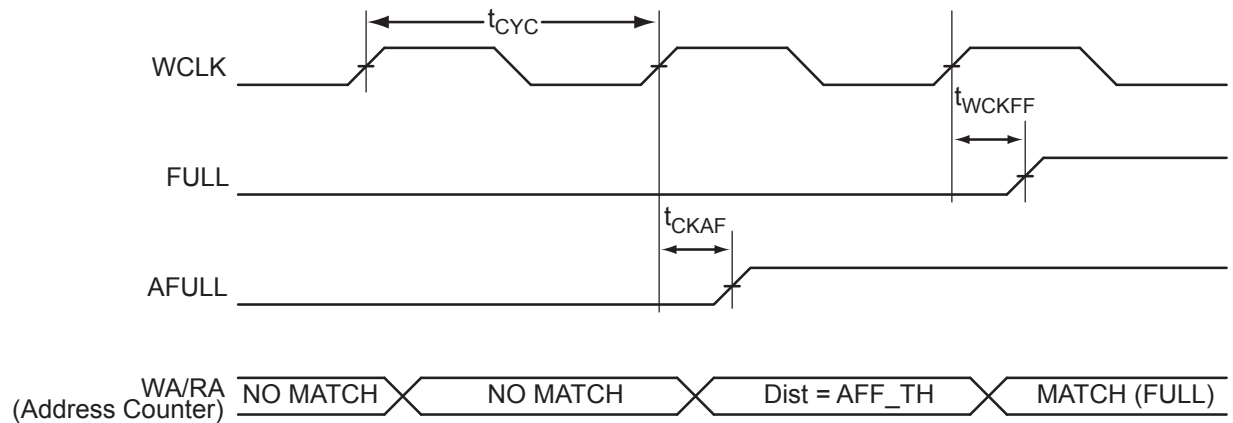 tCYC
WCLK
tWCKFF
FULL
tCKAF
AFULL
WA/RA
(Address Counter)
NO MATCH
NO MATCH
Dist = AFF_TH
MATCH (FULL)